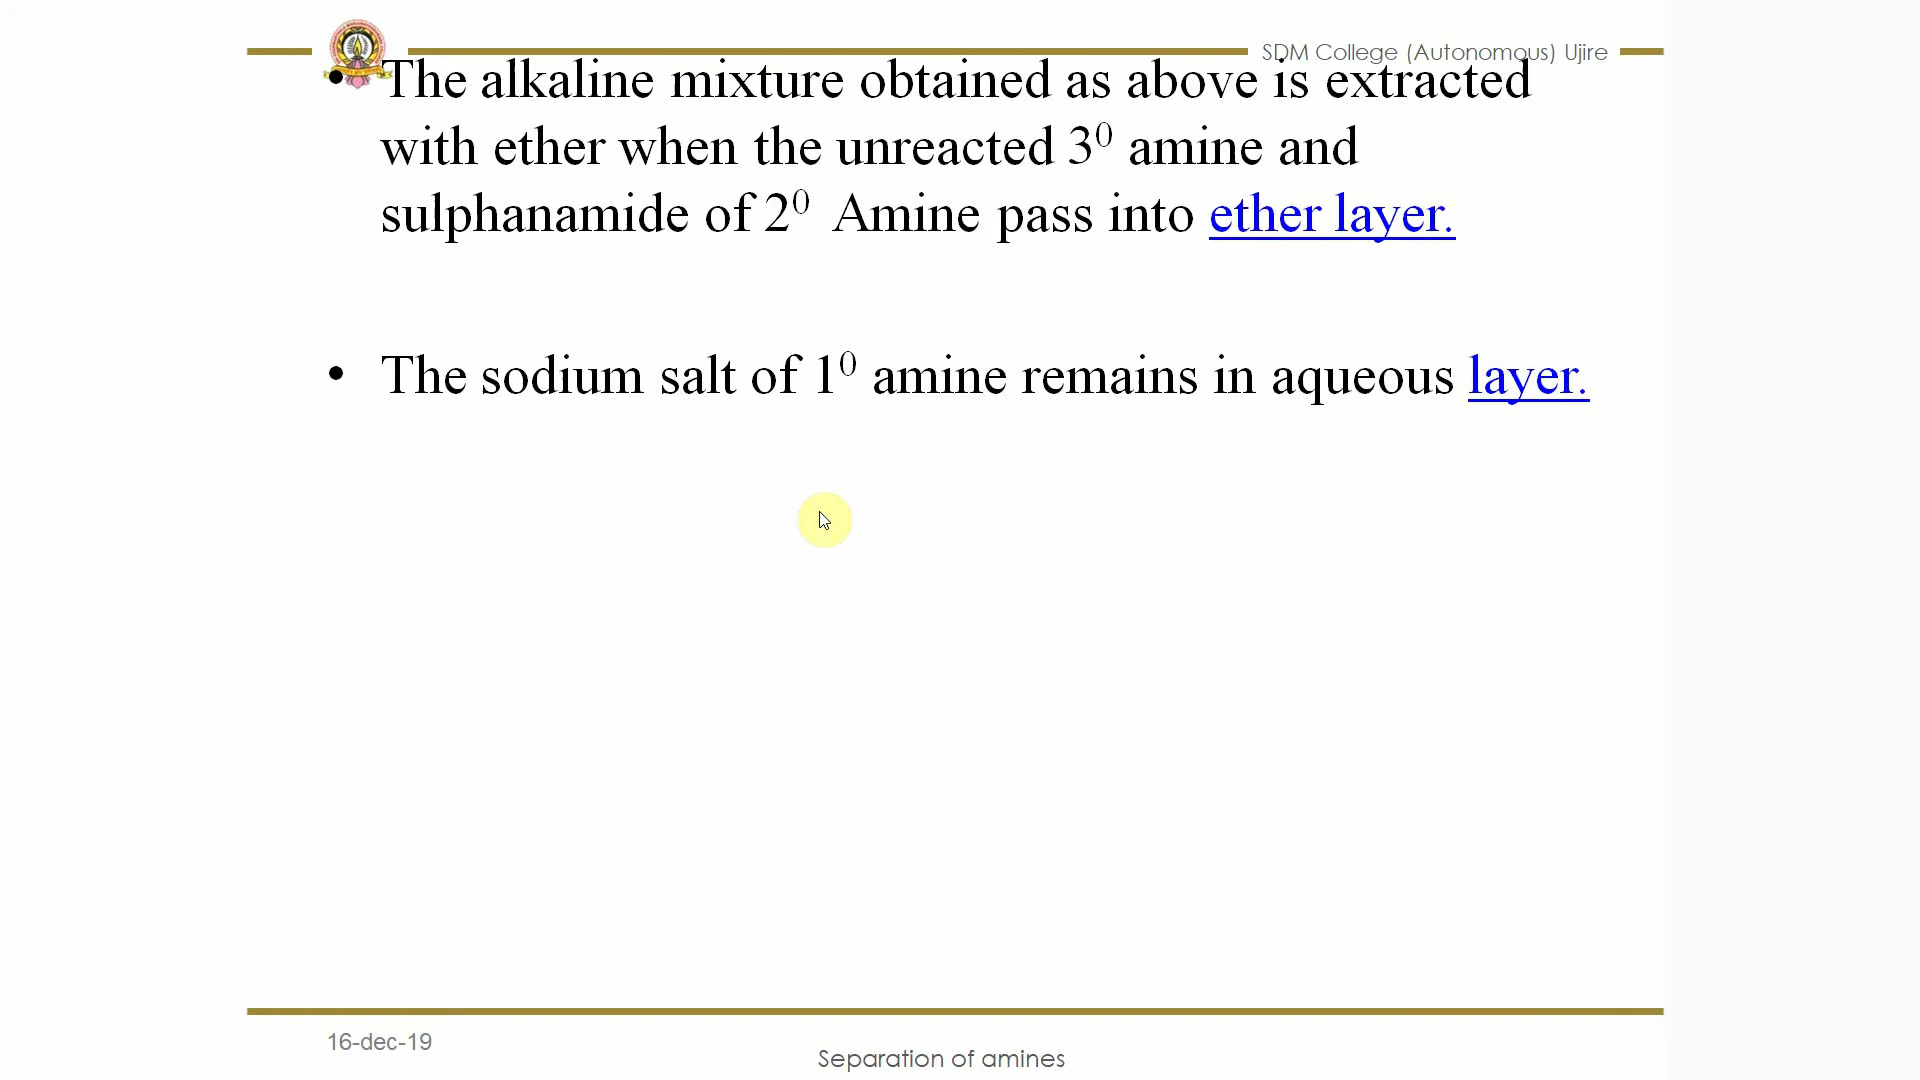 SDM College (Autonomous) Ujire
• The alkaline mixture obtained as above is extracted
with ether when the unreacted 3⁰ amine and
sulphanamide of 2⁰ Amine pass into ether layer.
• The sodium salt of 1⁰ amine remains in aqueous layer.
16-dec-19
Separation of amines